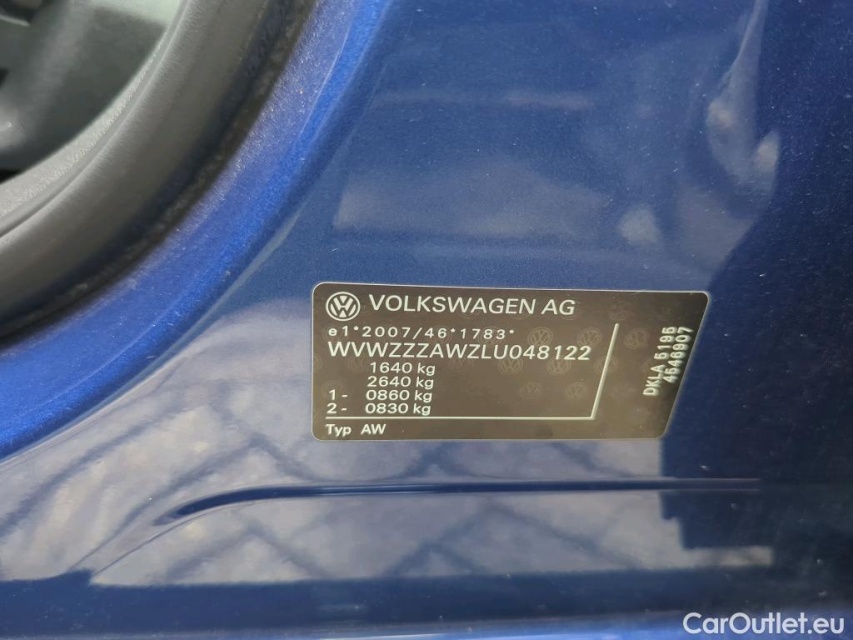 VOLKSWAGEN AG
e1*2007/46*1783*
WVWZZZAWZLU048122
1640 kg
2640 kg
1- 0860 kg
2- 0830 kg
Typ AW
DKLA 5195
4546907
CarOutlet.eu